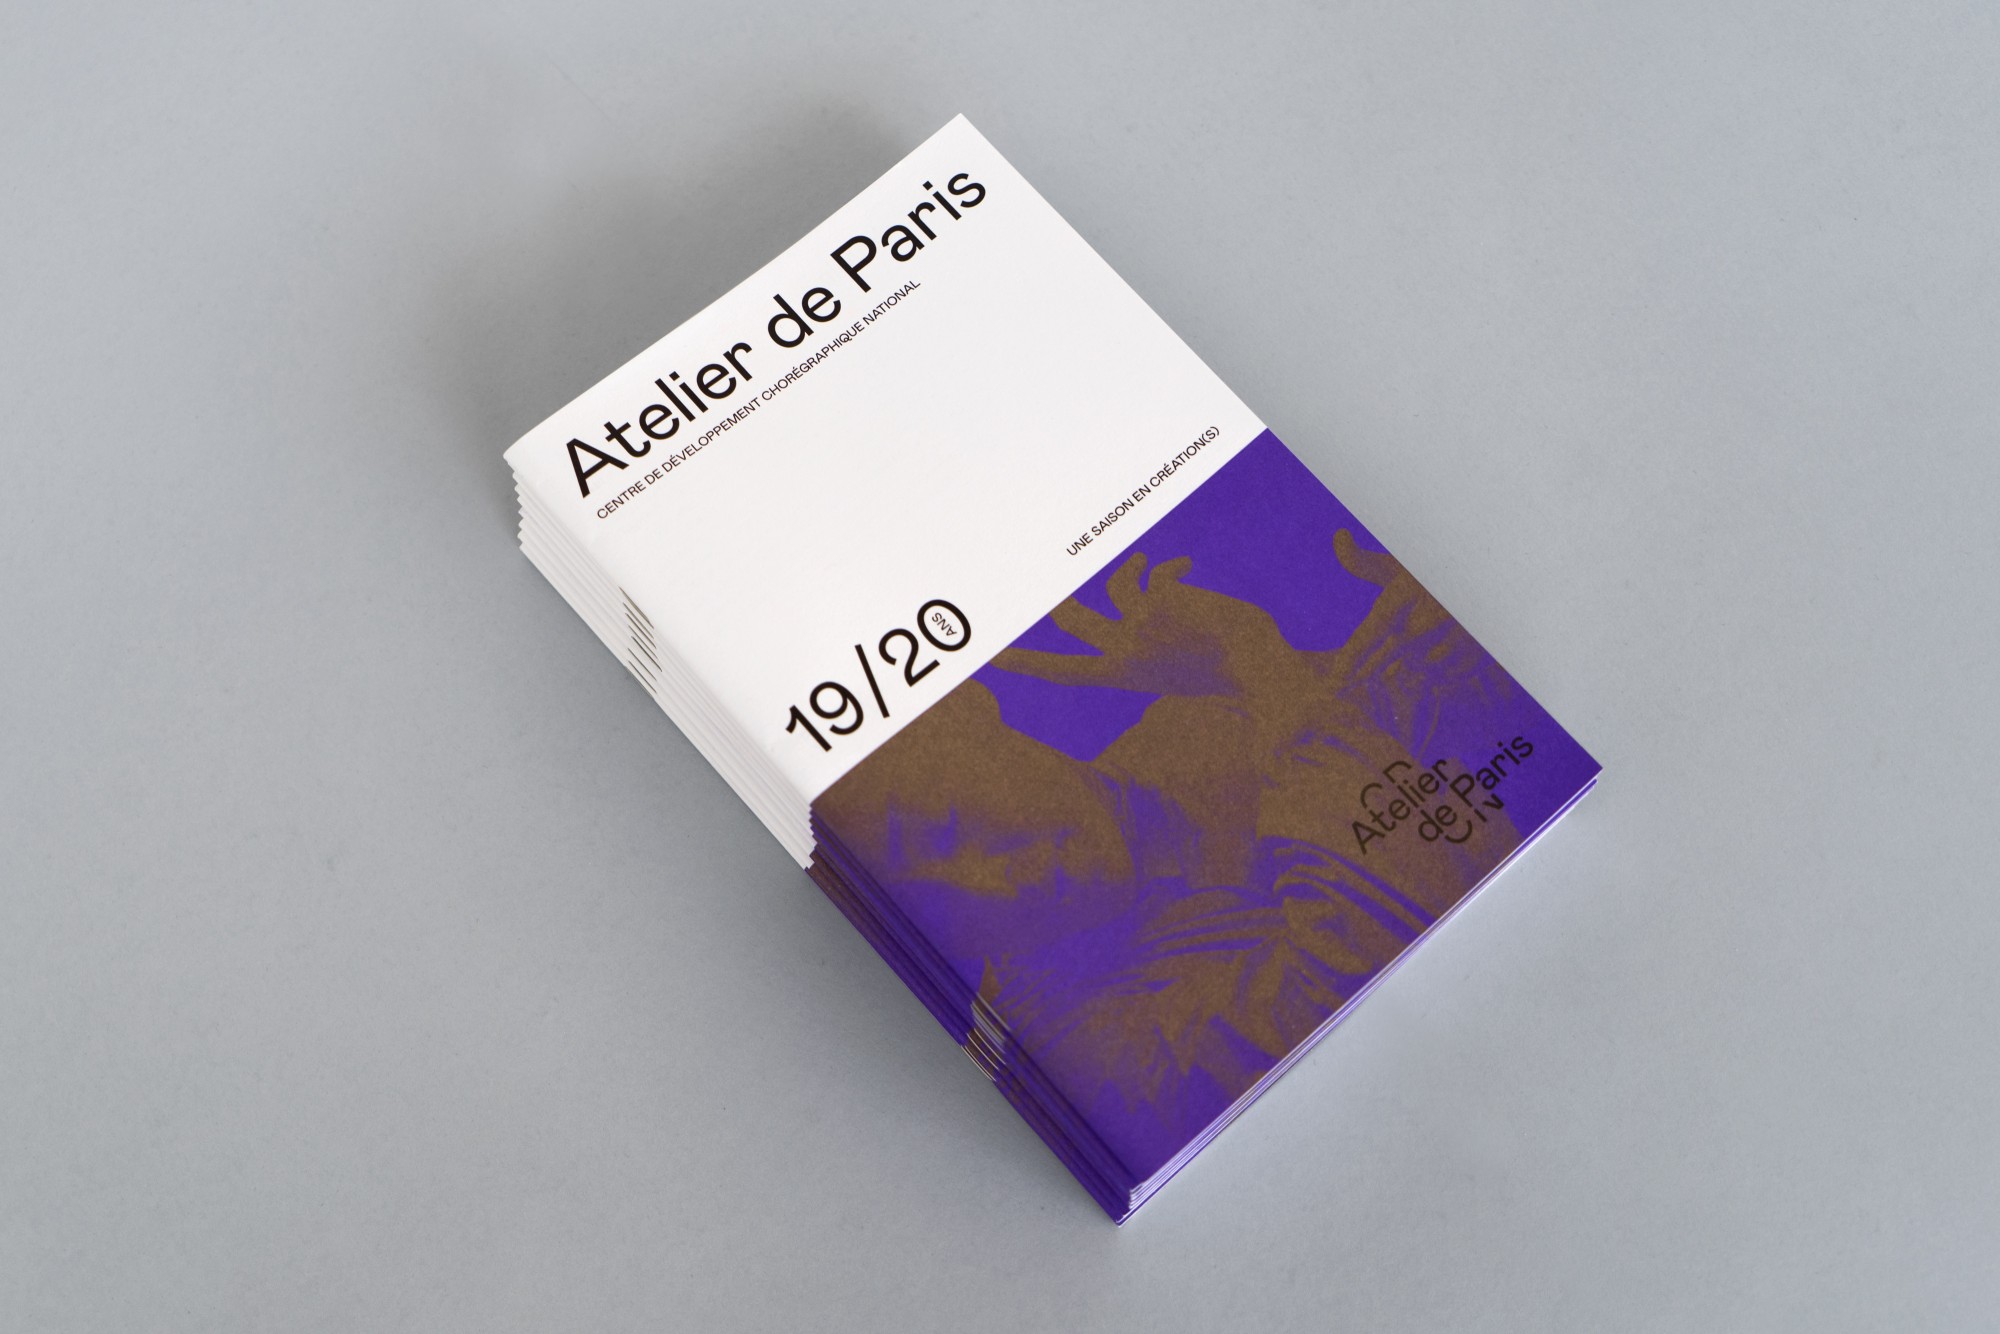 Atelier de Paris
CENTRE DE DÉVELOPPEMENT CHORÉGRAPHIQUE NATIONAL
UNE SAISON EN CRÉATION(S)
19/20
ANS
Atelier
de Paris